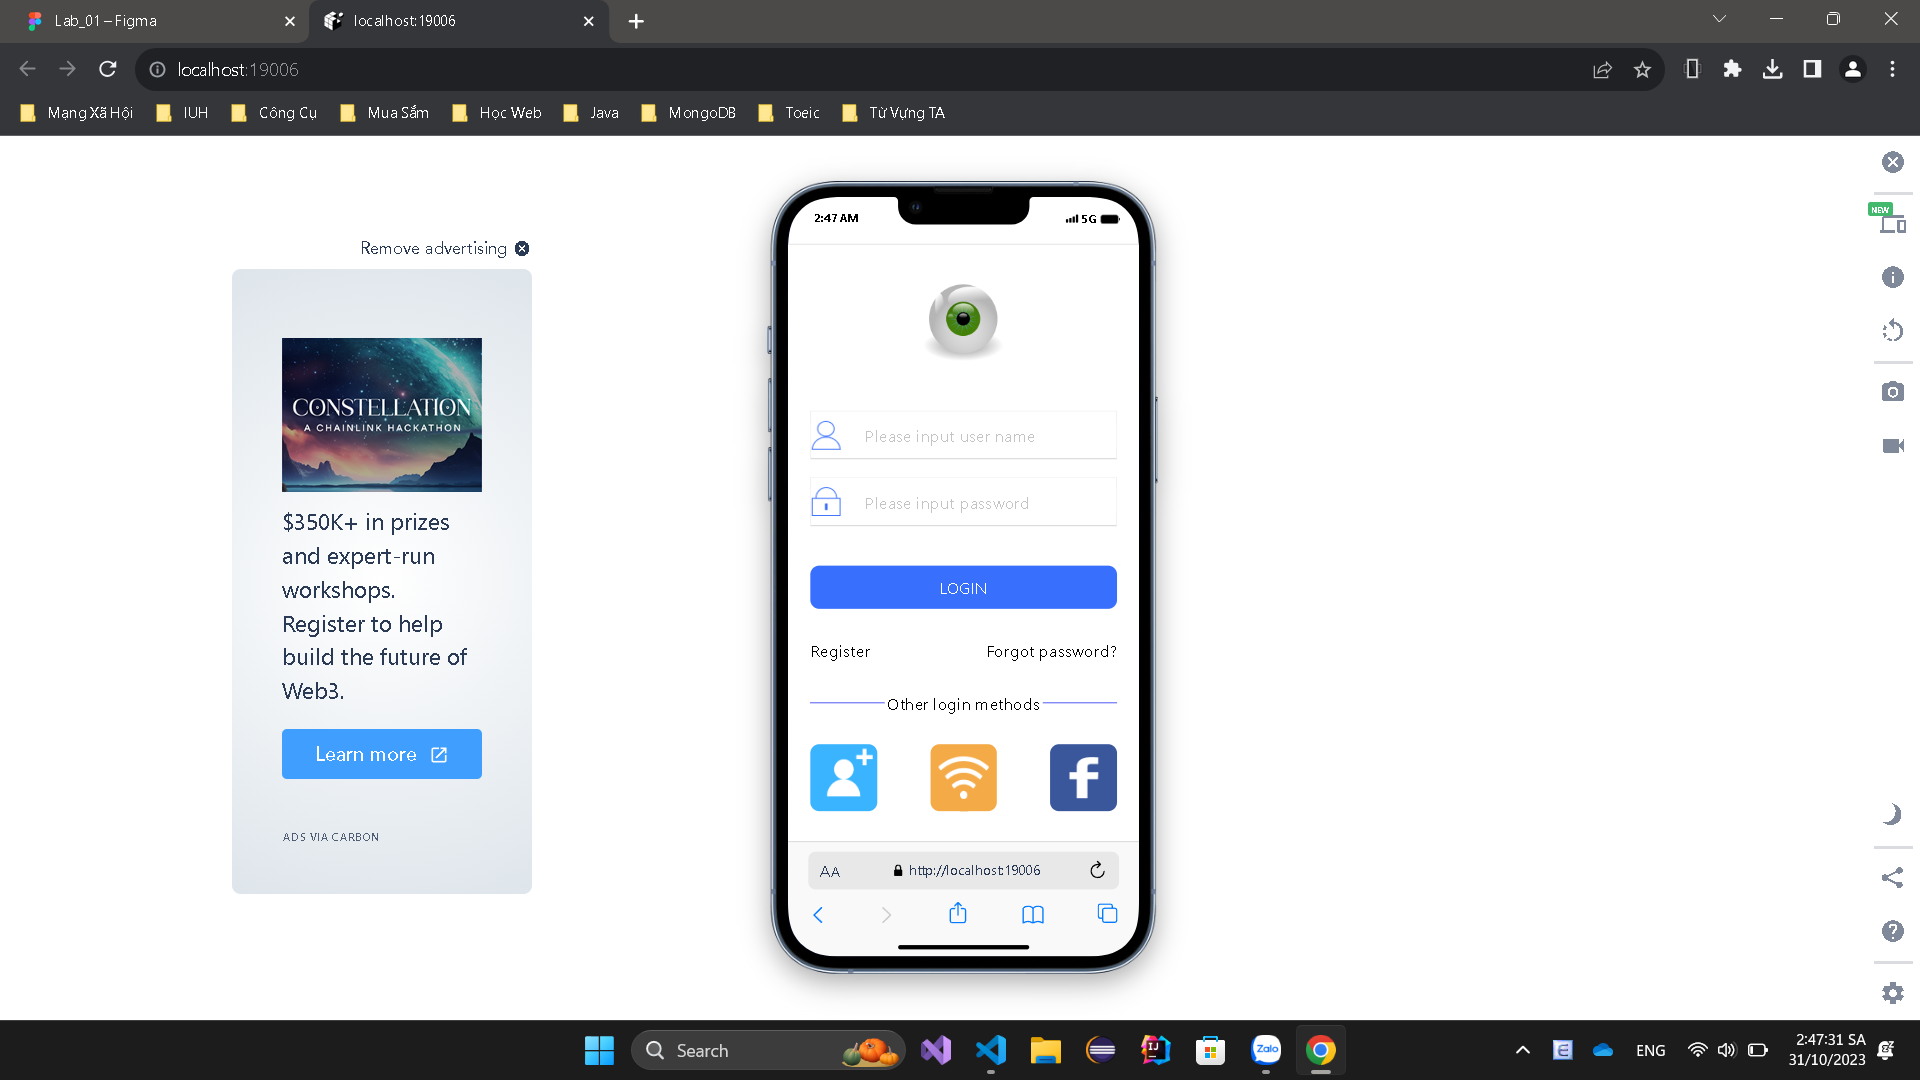 Lab_01 – Figma
localhost:19006
localhost:19006
Mạng Xã Hội
IUH
Công Cụ
Mua Sắm
Học Web
Java
MongoDB
Toeic
Từ Vựng TA
NEW
Remove advertising
CONSTELLATION
A CHAINLINK HACKATHON
$350K+ in prizes
and expert-run
workshops.
Register to help
build the future of
Web3.
Learn more
ADS VIA CARBON
2:47 AM
5G
Please input user name
Please input password
LOGIN
Register
Forgot password?
Other login methods
f
AA
http://localhost:19006
Search
IJ
Zalo
ENG
2:47:31 SA
31/10/2023